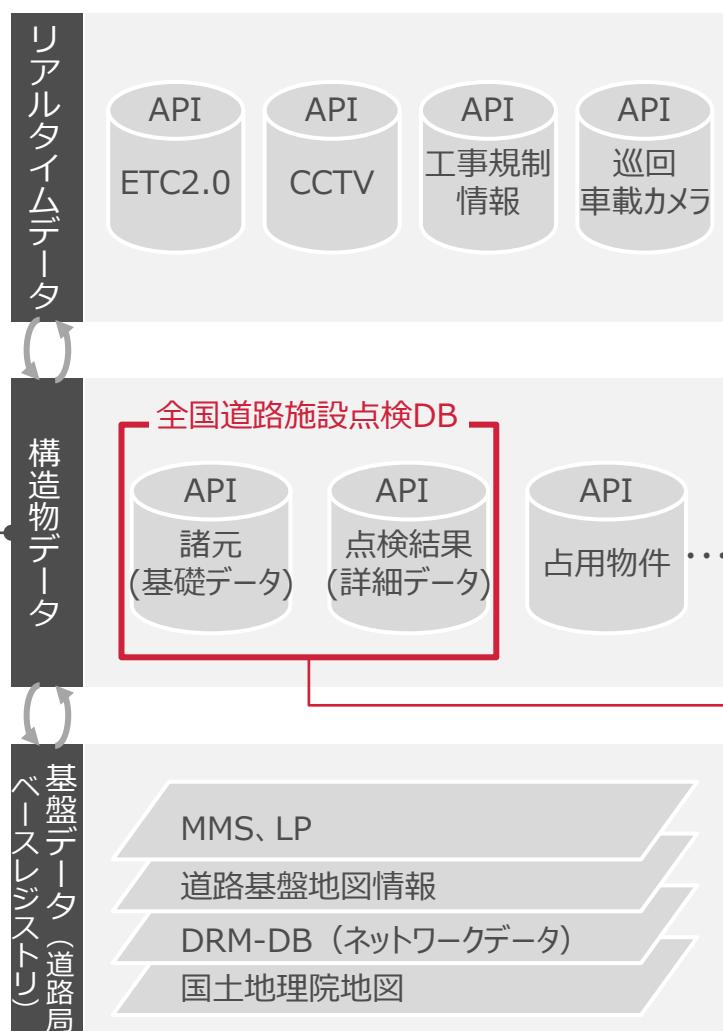 リアルタイムデータ
API
ETC2.0
API
CCTV
API
工事規制
情報
API
巡回
車載カメラ
構造物データ
全国道路施設点検DB
API
諸元
(基礎データ)
API
点検結果
(詳細データ)
API
占用物件
…
基盤データ（道路局
ベースレジストリ）
MMS、LP
道路基盤地図情報
DRM-DB（ネットワークデータ）
国土地理院地図